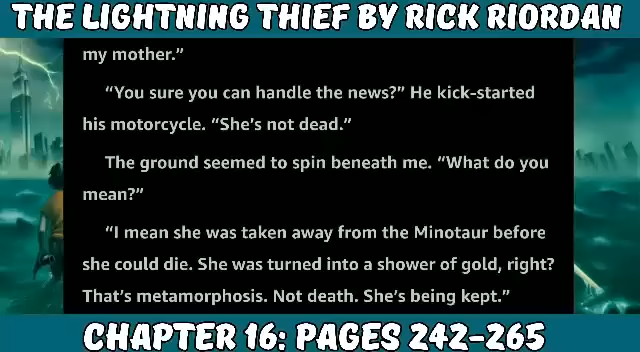 THE LIGHTNING THIEF BY RICK RIORDAN
my mother.”
“You sure you can handle the news?” He kick-started
his motorcycle. “She’s not dead.”
The ground seemed to spin beneath me. “What do you
mean?”
“I mean she was taken away from the Minotaur before
she could die. She was turned into a shower of gold, right?
That’s metamorphosis. Not death. She’s being kept.”
CHAPTER 16: PAGES 242-265